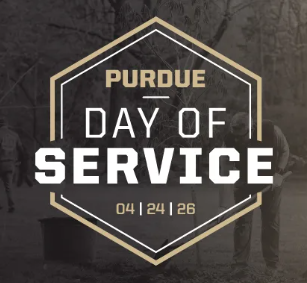 PURDUE
DAY OF
SERVICE
04 | 24 | 26